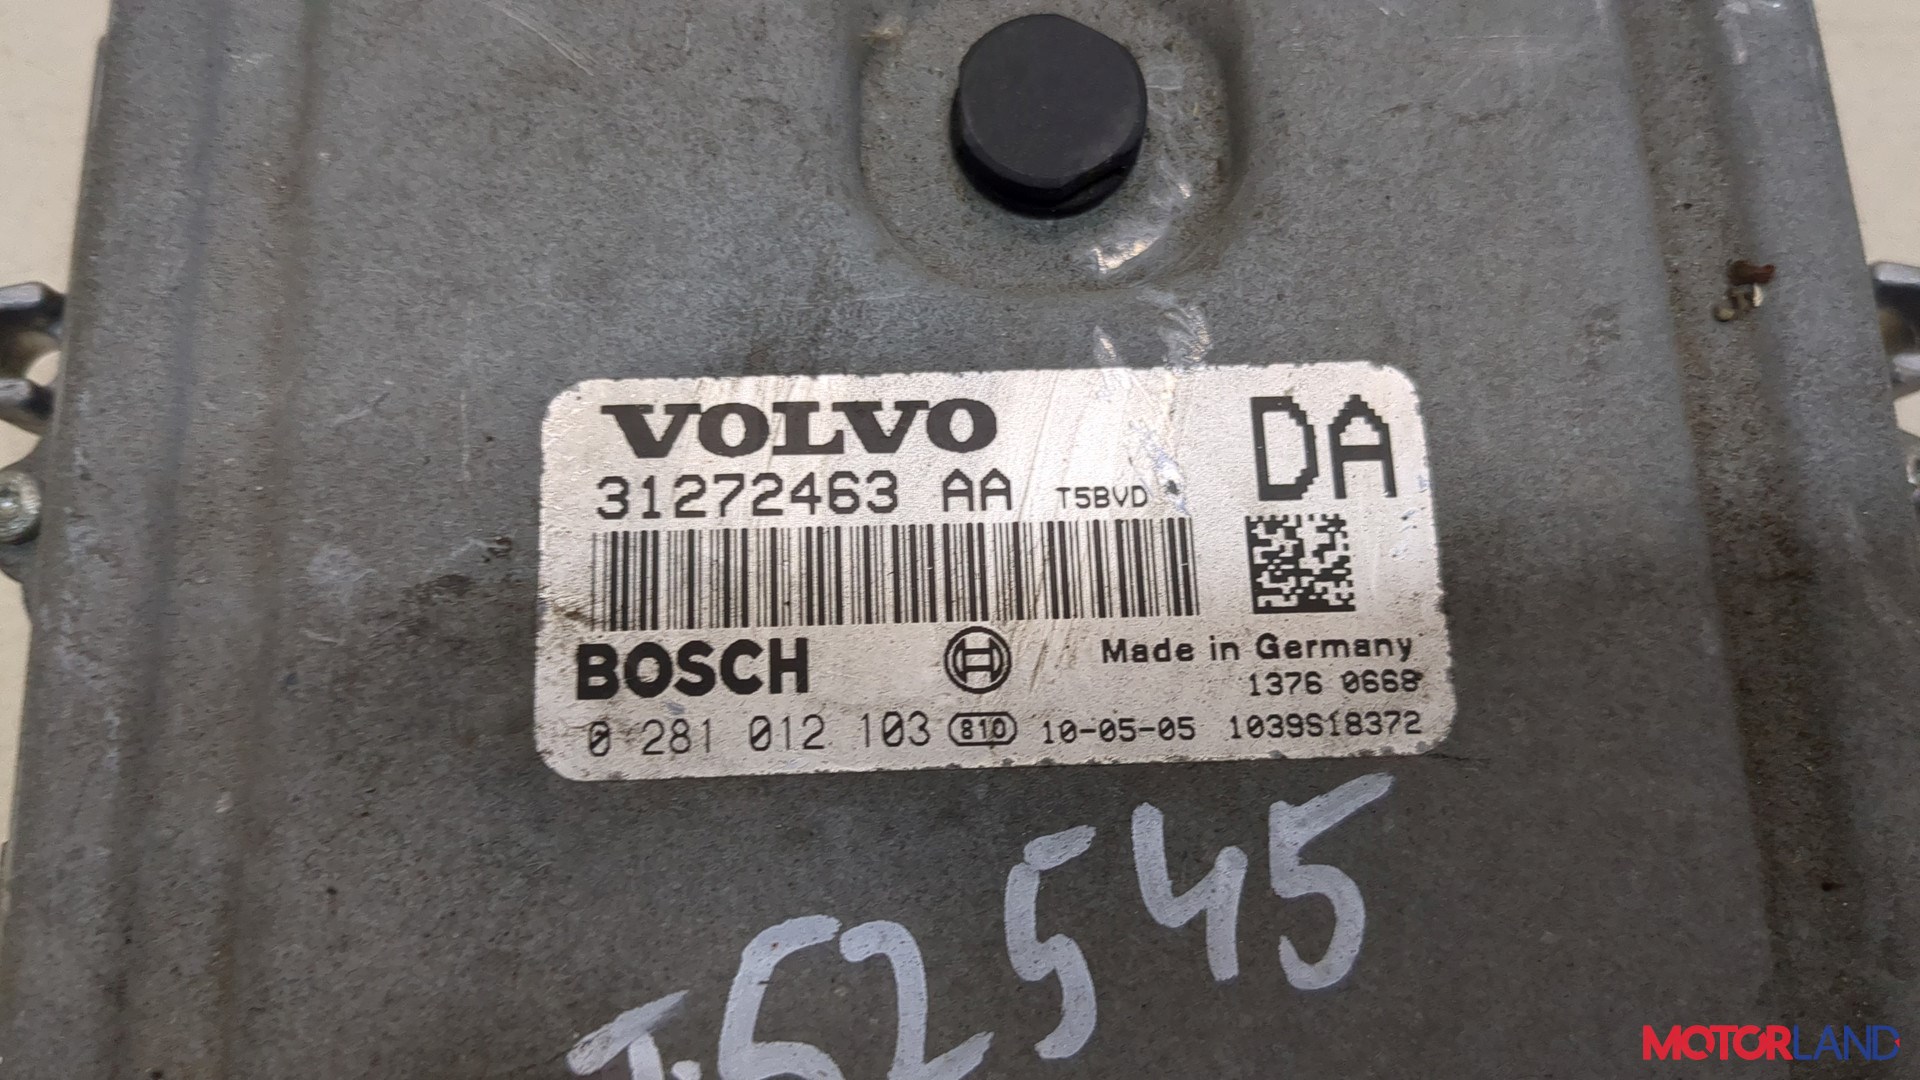 VOLVO
DA
31272463 AA T5BVD
BOSCH
Made in Germany
1376 0668
0 281 012 103 810 10-05-05 1039S18372
52545
MOTORLAND